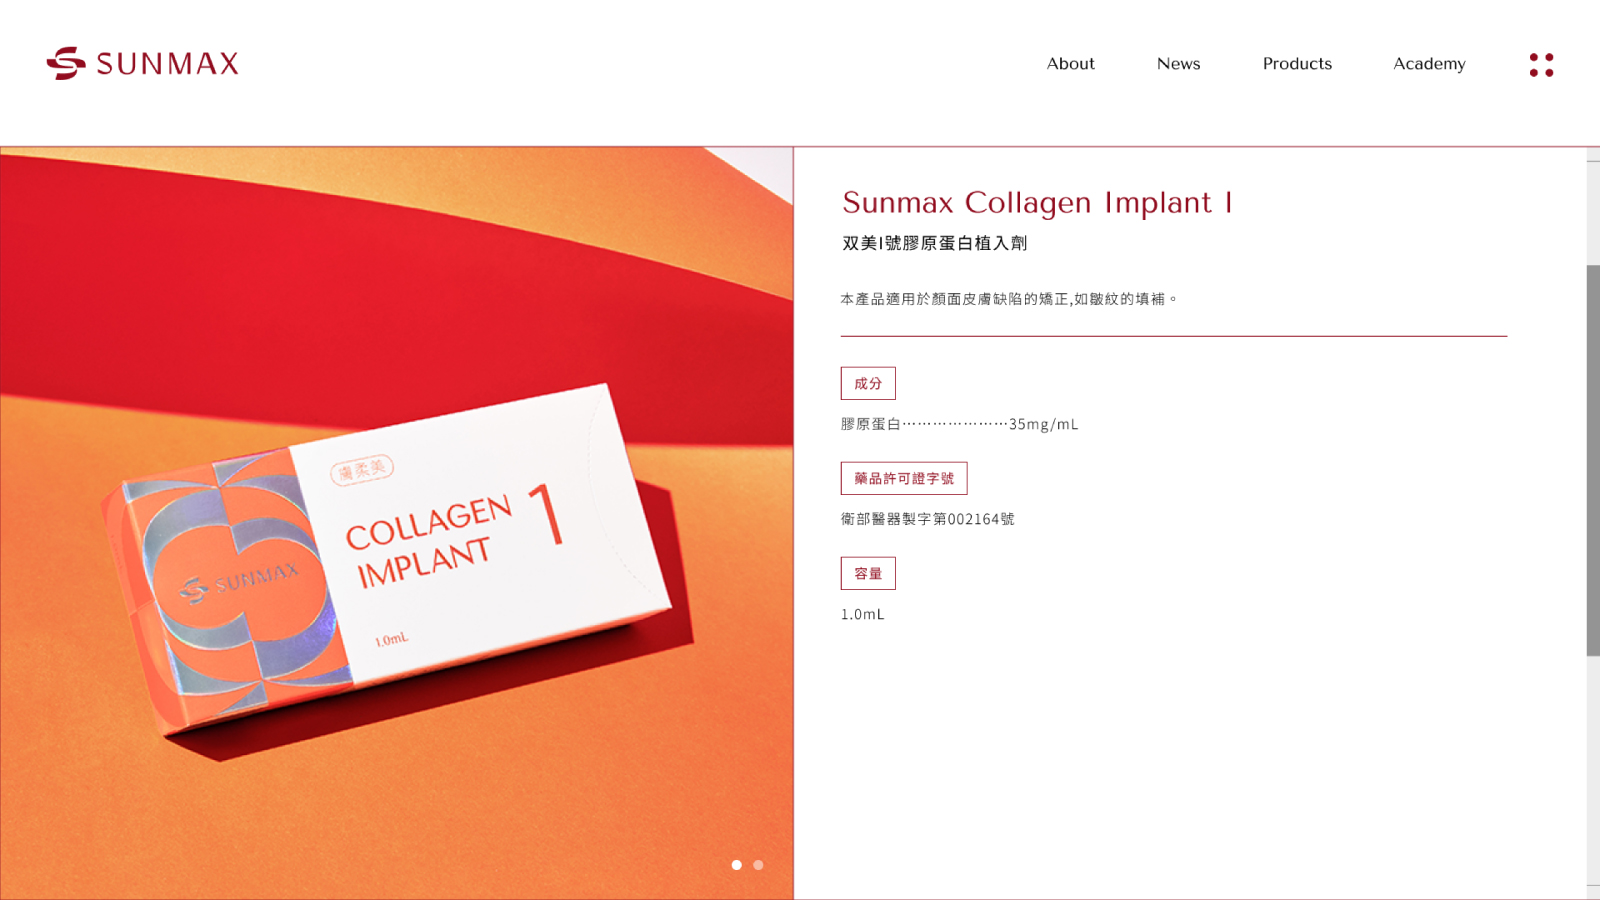 SUNMAX
About
News
Products
Academy
Sunmax Collagen Implant I
双美I號膠原蛋白植入劑
本產品適用於顏面皮膚缺陷的矯正,如皺紋的填補。
成分
膠原蛋白⋯⋯⋯⋯⋯⋯⋯35mg/mL
藥品許可證字號
衛部醫器製字第002164號
容量
1.0mL
膚柔美
COLLAGEN
IMPLANT
1
SUNMAX
1.0mL